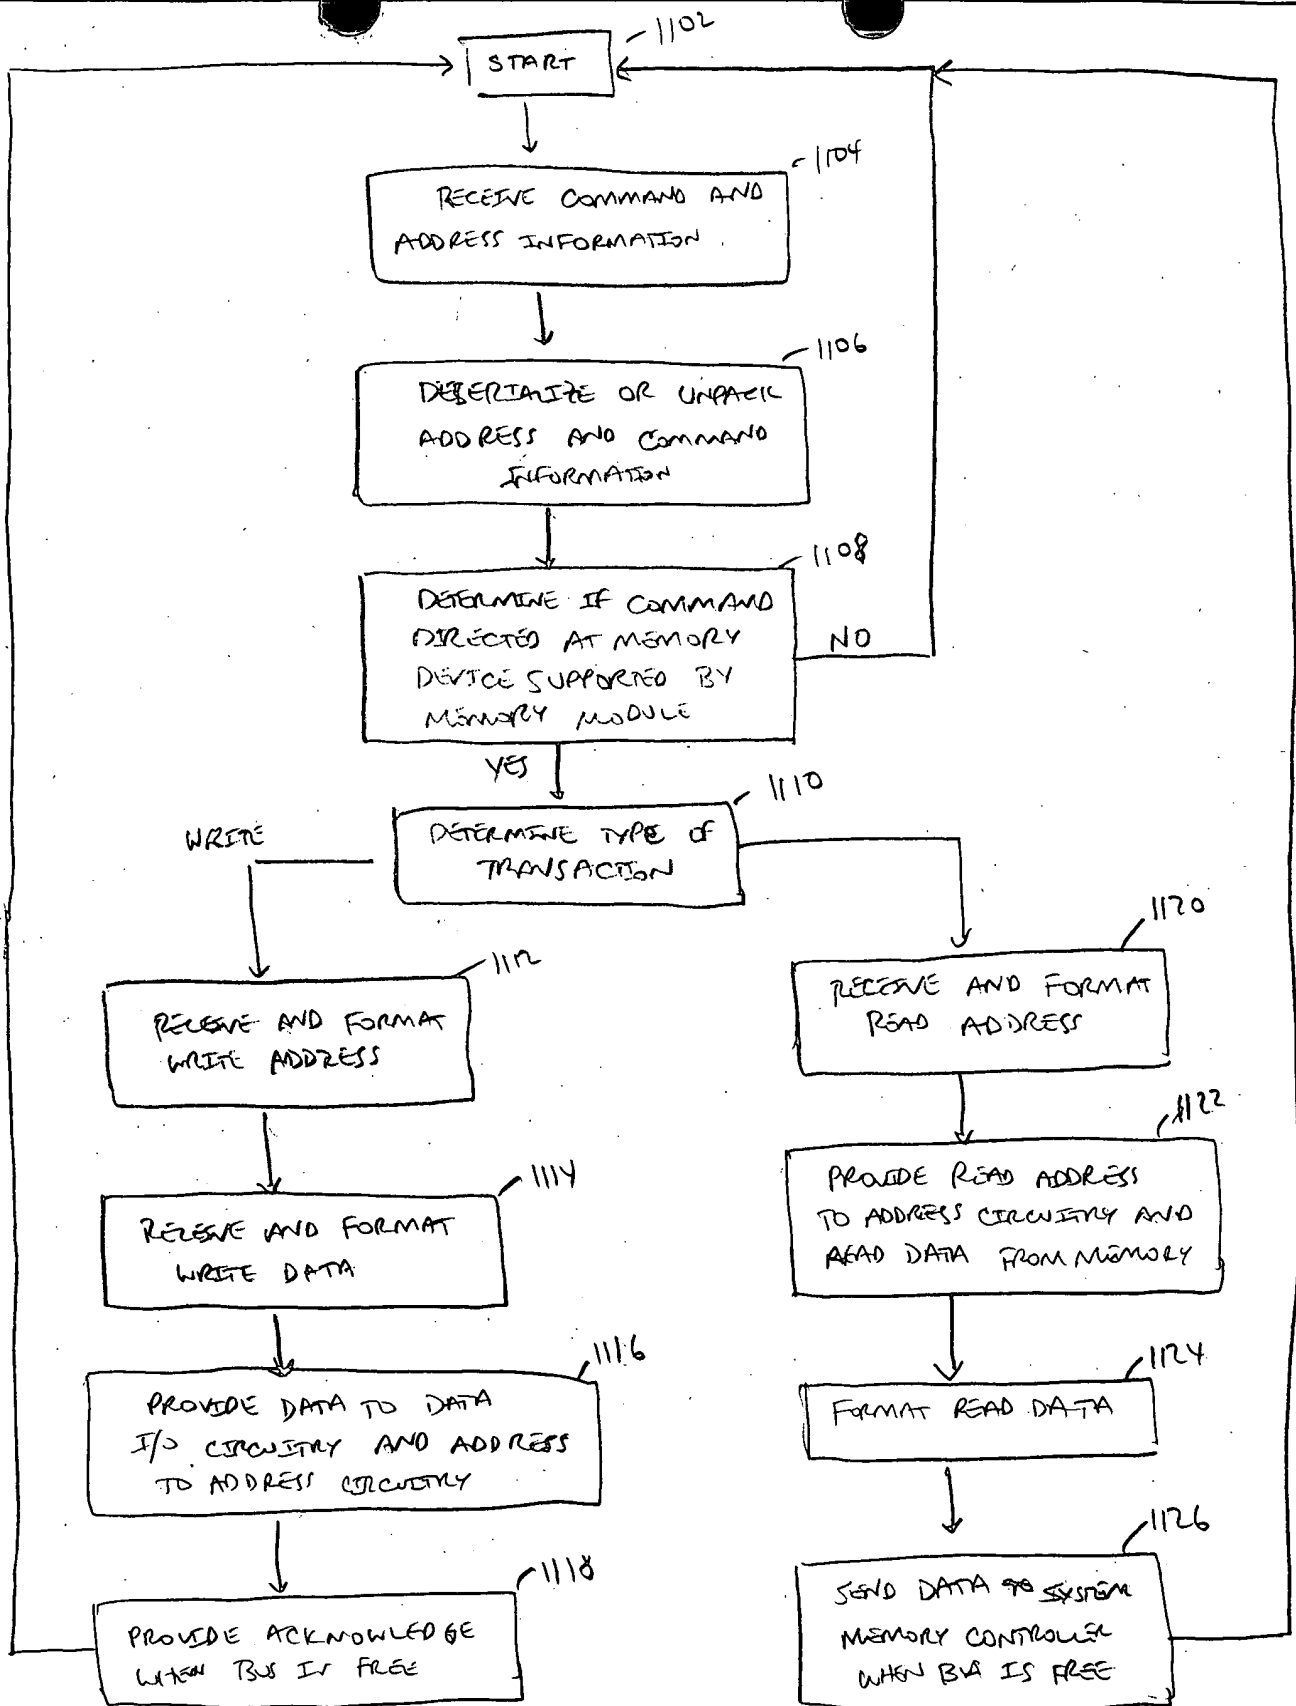 1102
START
1104
RECEIVE COMMAND AND
ADDRESS INFORMATION
1106
DESERIALIZE OR UNPACK
ADDRESS AND COMMAND
INFORMATION
1108
DETERMINE IF COMMAND
DIRECTED AT MEMORY
DEVICE SUPPORTED BY
MEMORY MODULE
NO
YES
1110
DETERMINE TYPE OF
TRANSACTION
WRITE
1112
RECEIVE AND FORMAT
WRITE ADDRESS
1114
RECEIVE AND FORMAT
WRITE DATA
1116
PROVIDE DATA TO DATA
I/O CIRCUITRY AND ADDRESS
TO ADDRESS CIRCUITRY
1118
PROVIDE ACKNOWLEDGE
WHEN BUS IS FREE
1120
RECEIVE AND FORMAT
READ ADDRESS
1122
PROVIDE READ ADDRESS
TO ADDRESS CIRCUITRY AND
READ DATA FROM MEMORY
1124
FORMAT READ DATA
1126
SEND DATA TO SYSTEM
MEMORY CONTROLLER
WHEN BUS IS FREE